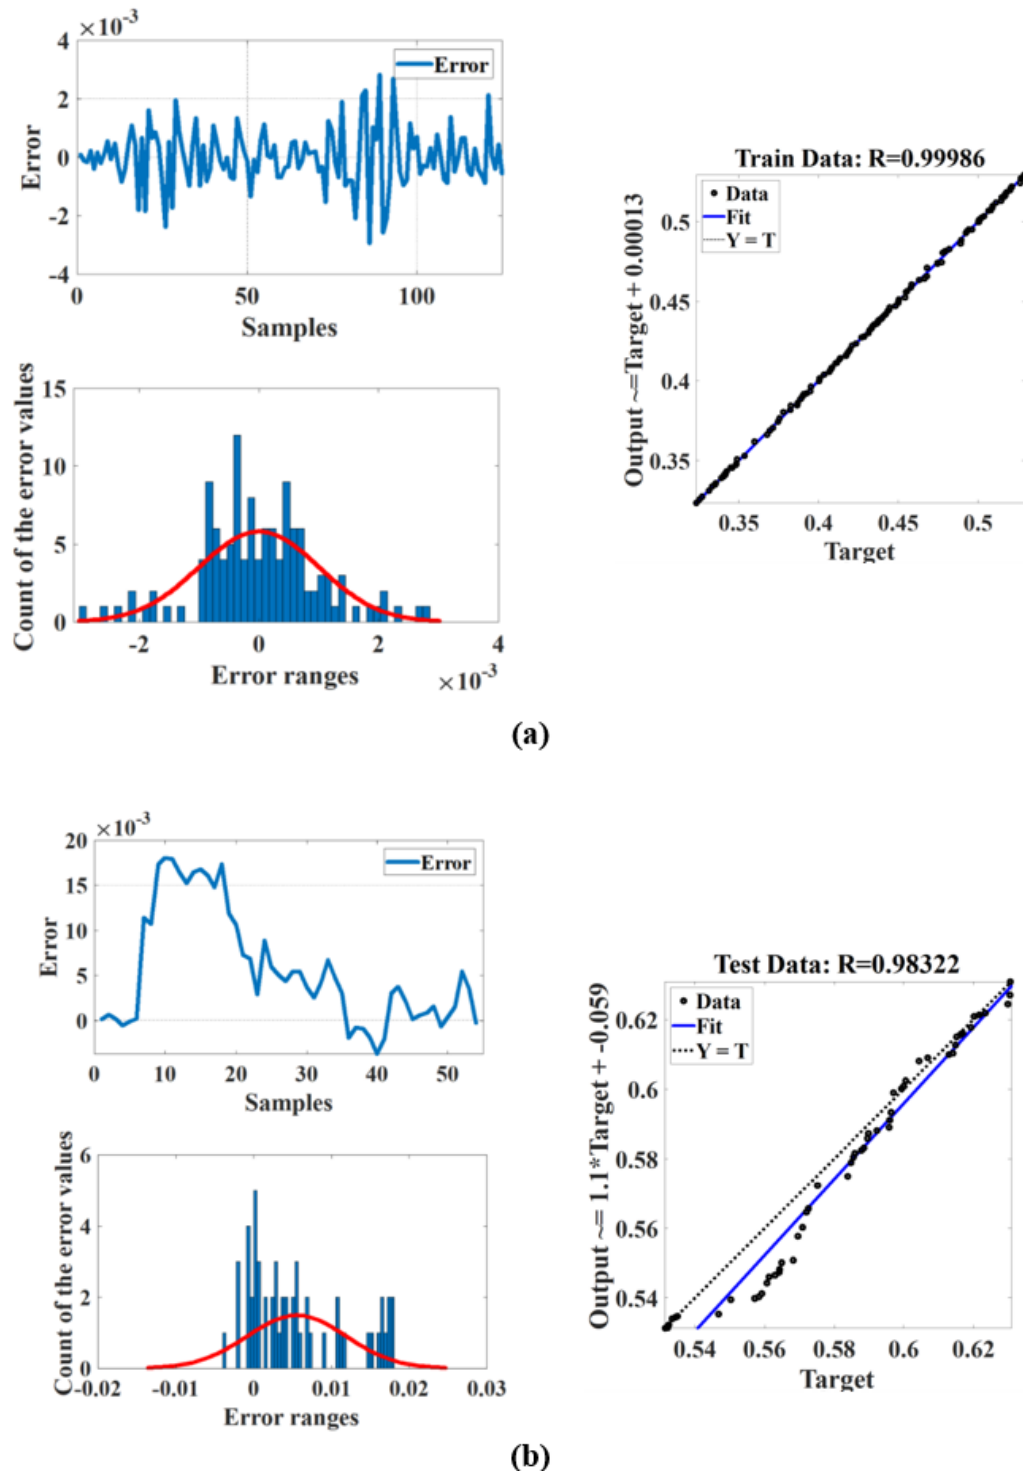 ×10⁻³
4
2
0
-2
-4
Error
Error
0
50
100
Samples
Train Data: R=0.99986
Data
Fit
Y = T
0.5
0.45
0.4
0.35
Output ~=Target + 0.00013
0.35
0.4
0.45
0.5
Target
15
10
5
0
Count of the error values
-2
0
2
4
Error ranges
×10⁻³
(a)
×10⁻³
20
15
10
5
0
Error
Error
0
10
20
30
40
50
Samples
Test Data: R=0.98322
Data
Fit
Y = T
0.62
0.6
0.58
0.56
0.54
Output ~= 1.1*Target + -0.059
0.54
0.56
0.58
0.6
0.62
Target
6
4
2
0
Count of the error values
-0.02
-0.01
0
0.01
0.02
0.03
Error ranges
(b)